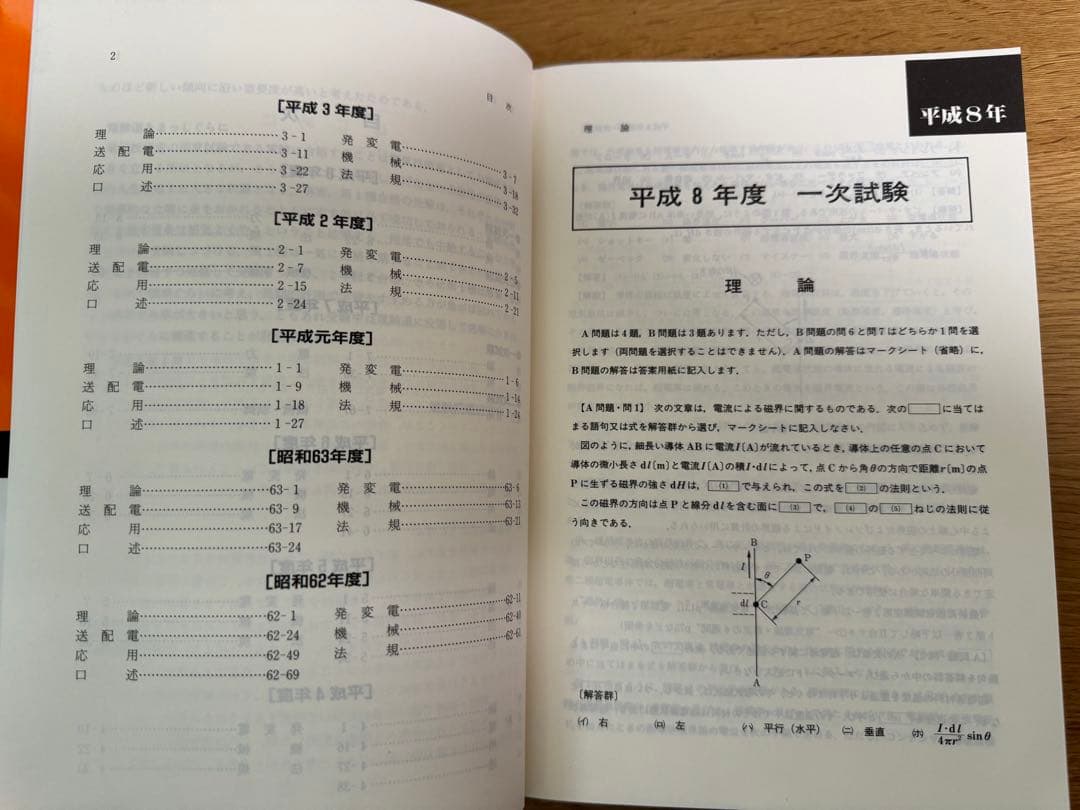 2
目 次
[平成3年度]
理 論……………3-1 発 変 電……………3-7
送 配 電……………3-11 機 械……………3-18
応 用……………3-22 法 規……………3-32
口 述……………3-27
[平成2年度]
理 論……………2-1 発 変 電……………2-5
送 配 電……………2-7 機 械……………2-11
応 用……………2-15 法 規……………2-21
口 述……………2-24
[平成元年度]
理 論……………1-1 発 変 電……………1-6
送 配 電……………1-9 機 械……………1-14
応 用……………1-18 法 規……………1-24
口 述……………1-27
[昭和63年度]
理 論……………63-1 発 変 電……………63-6
送 配 電……………63-9 機 械……………63-13
応 用……………63-17 法 規……………63-21
口 述……………63-24
[昭和62年度]
理 論……………62-1 発 変 電……………62-11
送 配 電……………62-24 機 械……………62-40
応 用……………62-49 法 規……………62-61
口 述……………62-69
平成8年
理 論
平成 8 年度 一次試験
理 論
A問題は4題,B問題は3題あります.ただし,B問題の問6と問7はどちらか1問を選
択します(両問題を選択することはできません).A問題の解答はマークシート(省略)に,
B問題の解答は答案用紙に記入します.
【A問題・問1】 次の文章は,電流による磁界に関するものである.次の□に当ては
まる語句又は式を解答群から選び,マークシートに記入しなさい.
図のように,細長い導体ABに電流I〔A〕が流れているとき,導体上の任意の点Cにおいて
導体の微小長さdl〔m〕と電流I〔A〕の積I・dlによって,点Cから角θの方向で距離r〔m〕の点
Pに生ずる磁界の強さdHは,(1)で与えられ,この式を(2)の法則という.
この磁界の方向は点Pと線分dlを含む面に(3)で,(4)の(5)ねじの法則に従
う向きである.
B
P
I
θ
dl
C
r
A
〔解答群〕
(イ) 右 (ロ) 左 (ハ) 平行(水平) (ニ) 垂直 (ホ) I・dl/4πr² sinθ